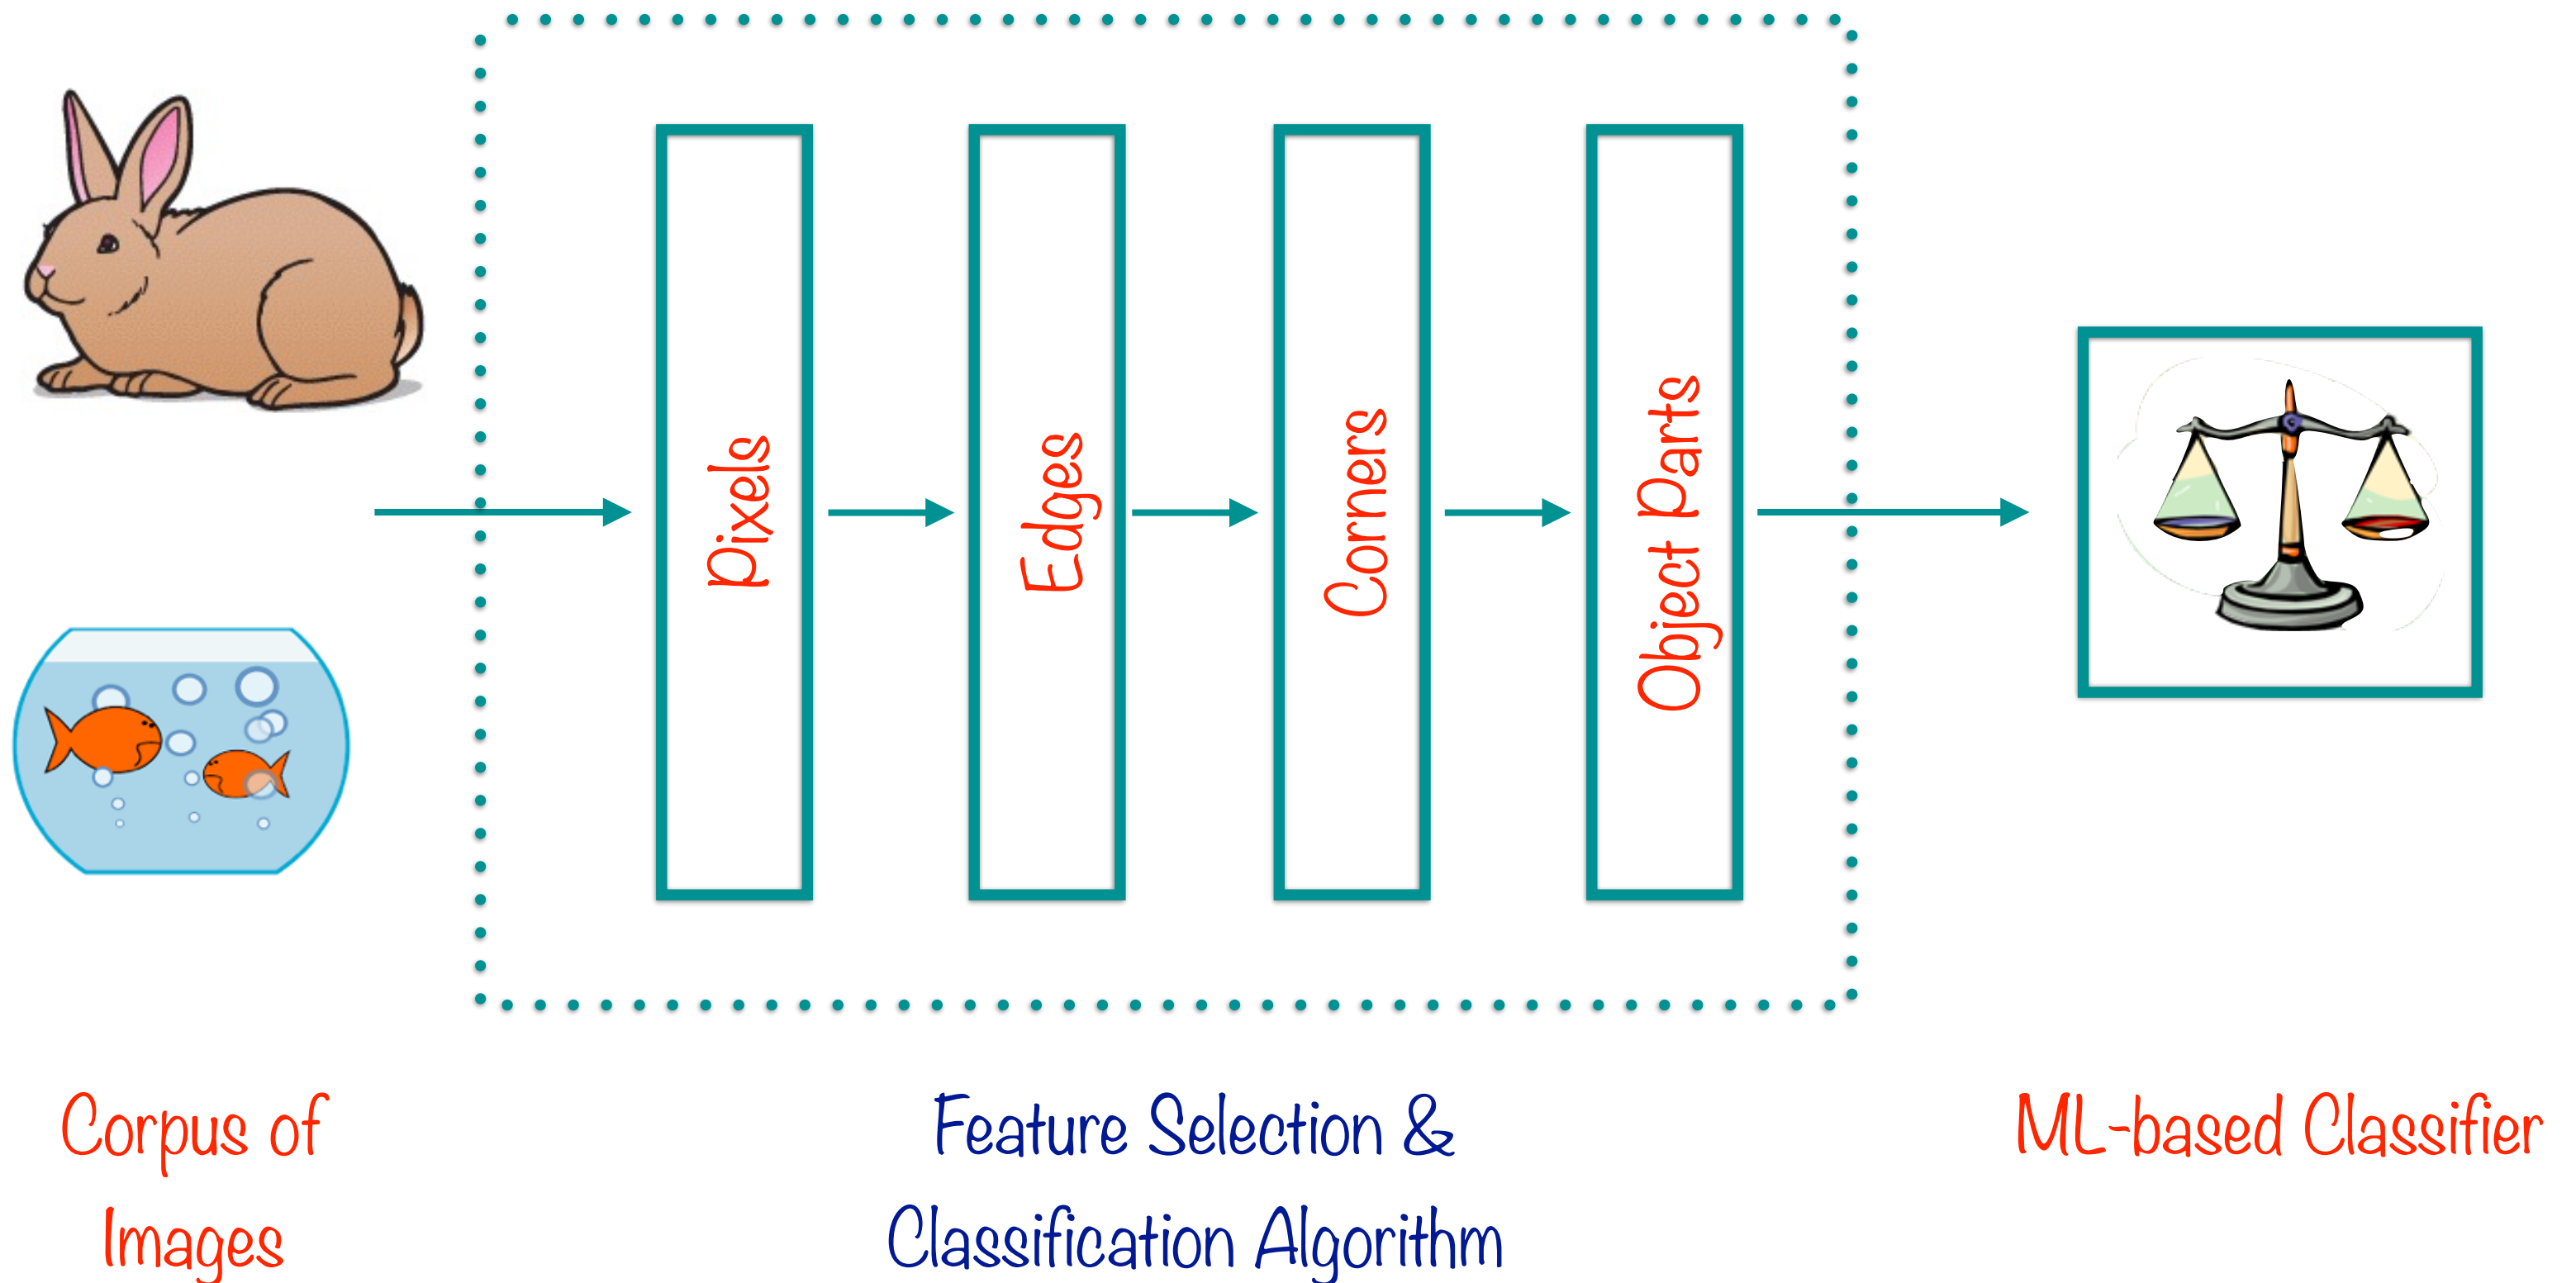 Pixels
Edges
Corners
Object Parts
Corpus of
Images
Feature Selection &
Classification Algorithm
ML-based Classifier